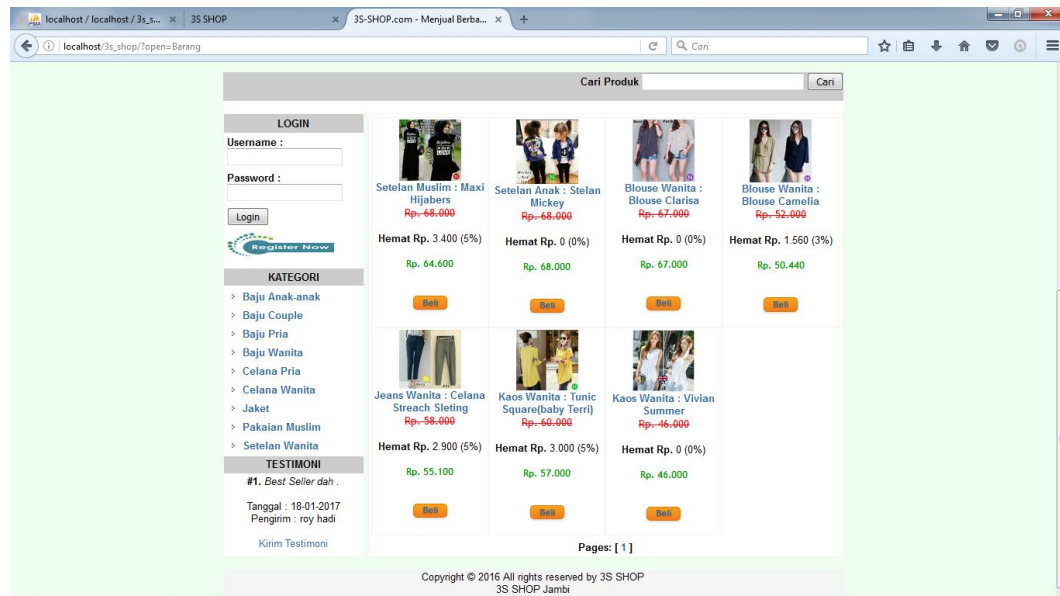 localhost / localhost / 3s_s...
3S SHOP
3S-SHOP.com - Menjual Berba...
localhost/3s_shop/?open=Barang
Cari
Cari Produk
Cari
LOGIN
Username :
Password :
Login
Register Now
KATEGORI
Baju Anak-anak
Baju Couple
Baju Pria
Baju Wanita
Celana Pria
Celana Wanita
Jaket
Pakaian Muslim
Setelan Wanita
TESTIMONI
#1. Best Seller dah .
Tanggal : 18-01-2017
Pengirim : roy hadi
Kirim Testimoni
Setelan Muslim : Maxi
Hijabers
Rp. 68.000
Hemat Rp. 3.400 (5%)
Rp. 64.600
Beli
Setelan Anak : Stelan
Mickey
Rp. 68.000
Hemat Rp. 0 (0%)
Rp. 68.000
Beli
Blouse Wanita :
Blouse Clarisa
Rp. 67.000
Hemat Rp. 0 (0%)
Rp. 67.000
Beli
Blouse Wanita :
Blouse Camelia
Rp. 52.000
Hemat Rp. 1.560 (3%)
Rp. 50.440
Beli
Jeans Wanita : Celana
Streach Sleting
Rp. 58.000
Hemat Rp. 2.900 (5%)
Rp. 55.100
Beli
Kaos Wanita : Tunic
Square(baby Terri)
Rp. 60.000
Hemat Rp. 3.000 (5%)
Rp. 57.000
Beli
Kaos Wanita : Vivian
Summer
Rp. 46.000
Hemat Rp. 0 (0%)
Rp. 46.000
Beli
Pages: [ 1 ]
Copyright © 2016 All rights reserved by 3S SHOP
3S SHOP Jambi